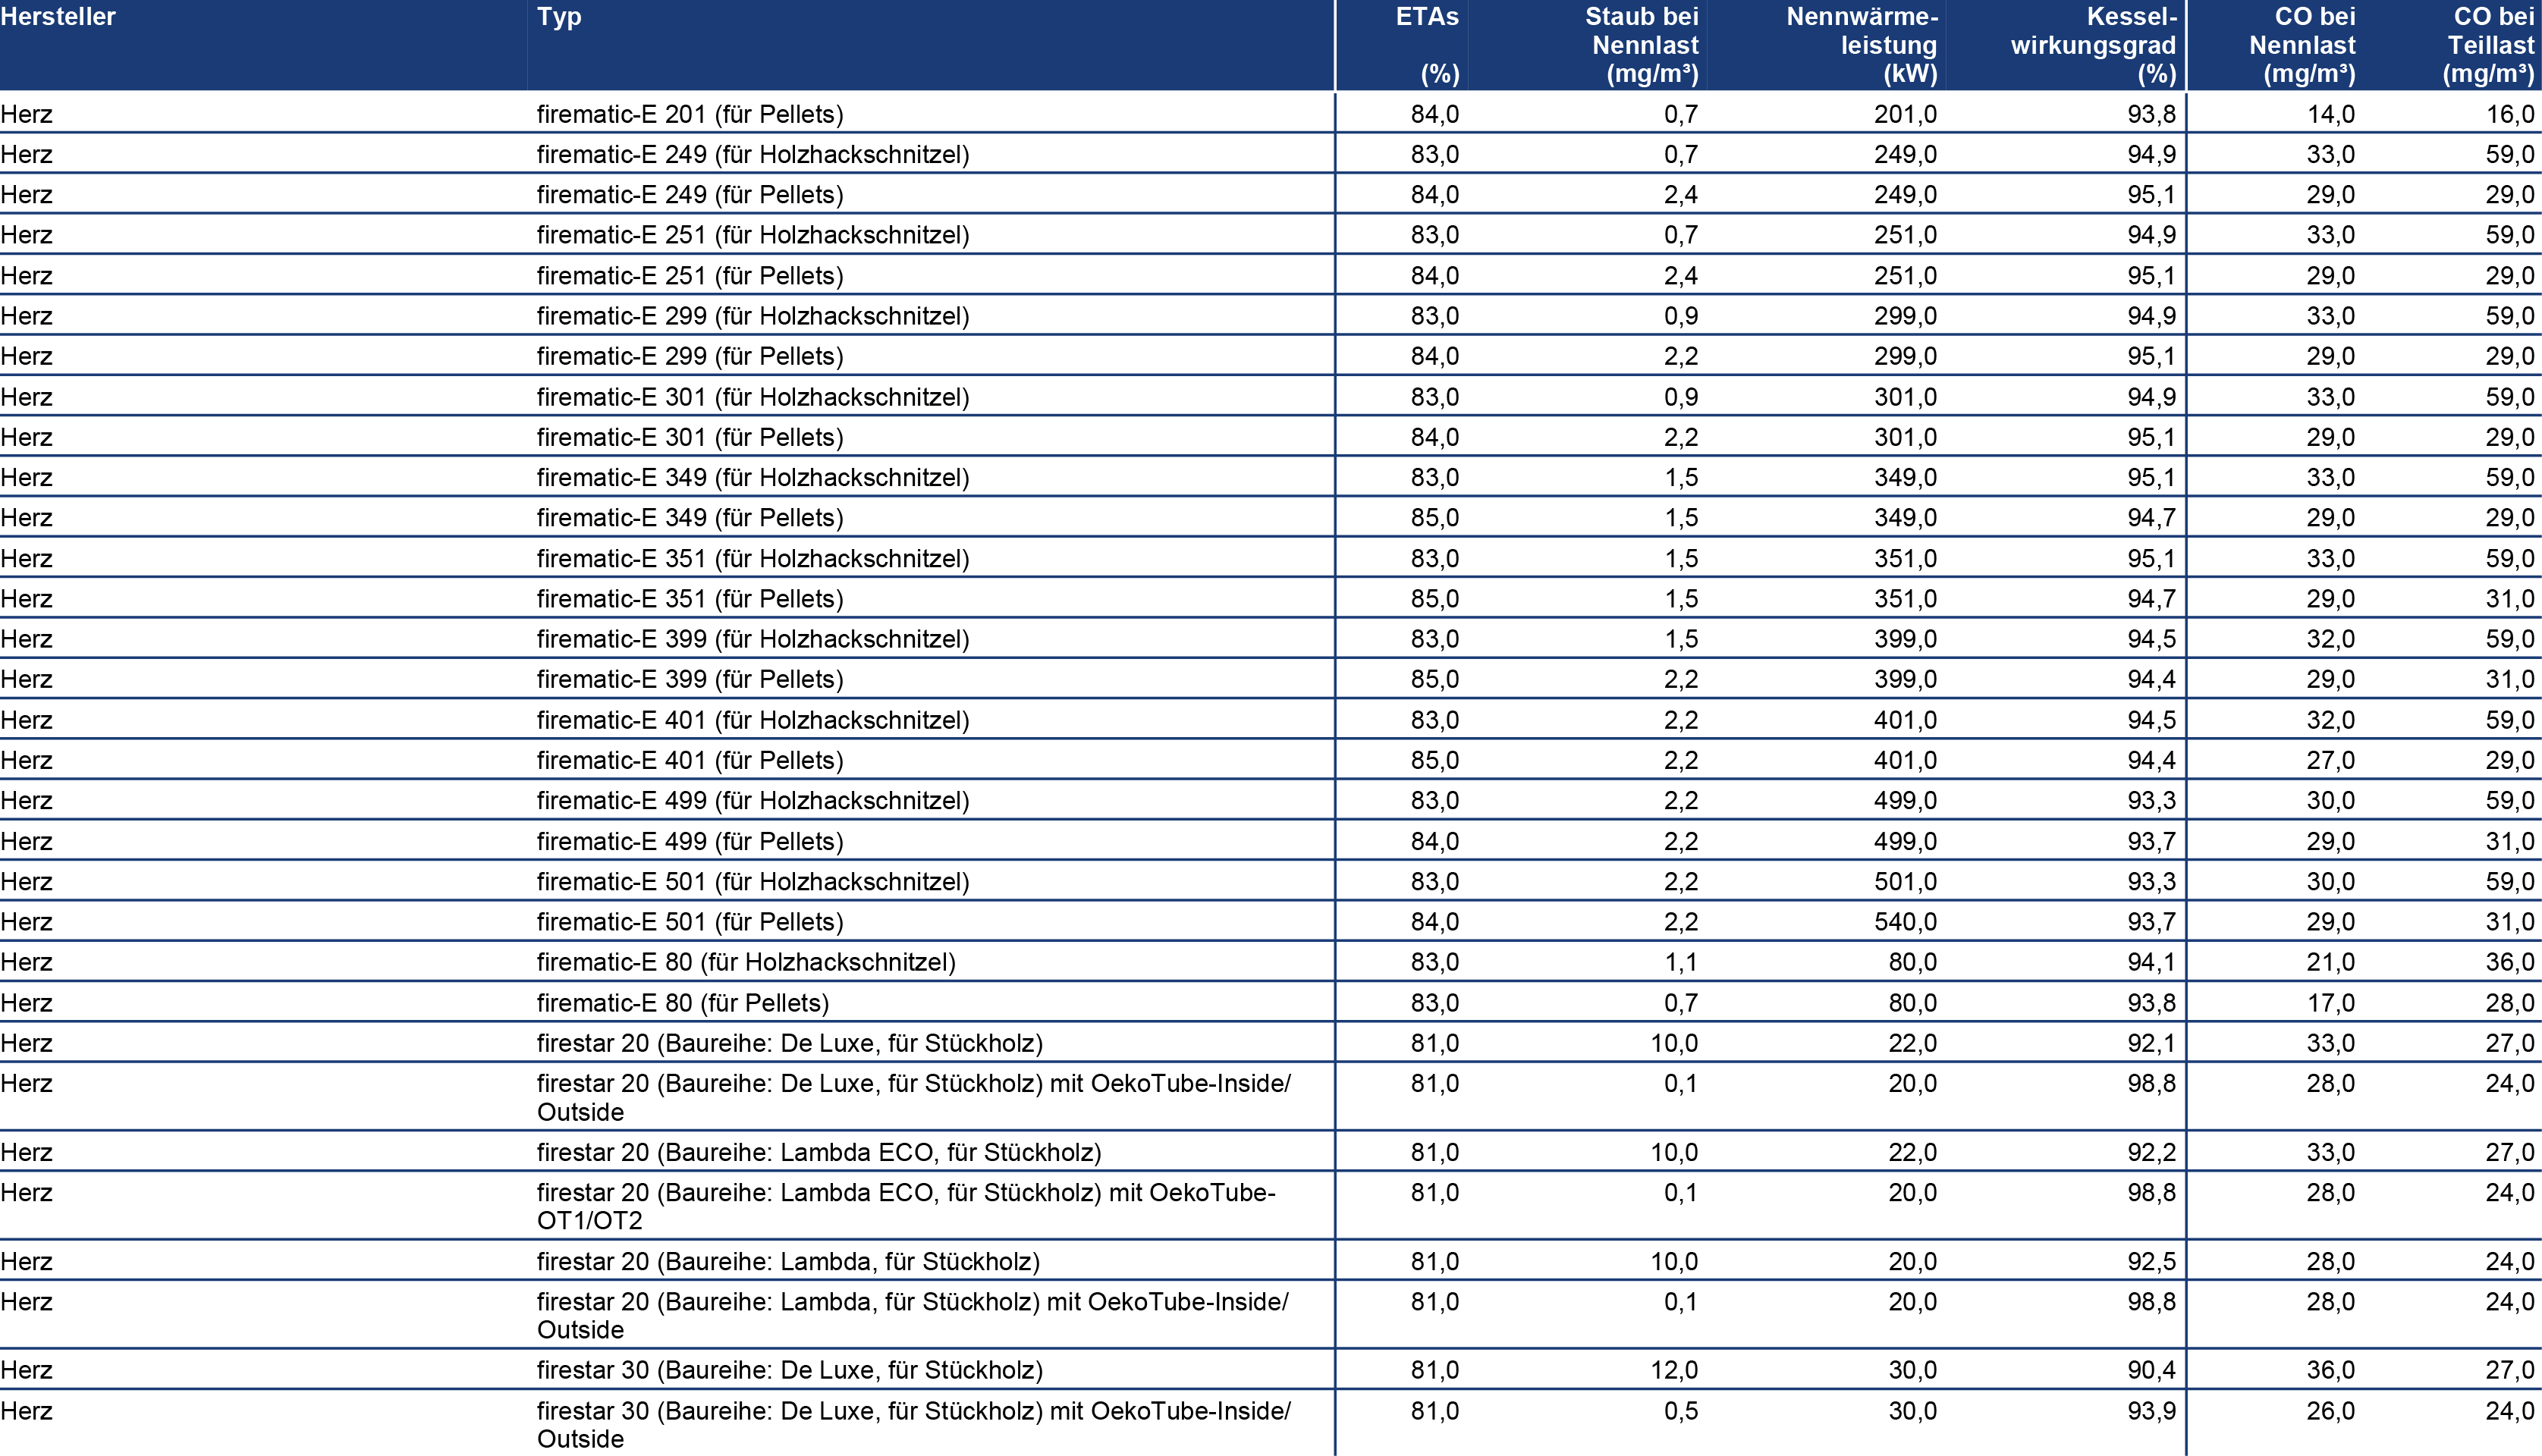 Hersteller Typ ETAs Staub bei Nennwärme- Kessel- CO bei CO bei
Nennlast leistung wirkungsgrad Nennlast Teillast
(%) (mg/m³) (kW) (%) (mg/m³) (mg/m³)
Herz firematic-E 201 (für Pellets) 84,0 0,7 201,0 93,8 14,0 16,0
Herz firematic-E 249 (für Holzhackschnitzel) 83,0 0,7 249,0 94,9 33,0 59,0
Herz firematic-E 249 (für Pellets) 84,0 2,4 249,0 95,1 29,0 29,0
Herz firematic-E 251 (für Holzhackschnitzel) 83,0 0,7 251,0 94,9 33,0 59,0
Herz firematic-E 251 (für Pellets) 84,0 2,4 251,0 95,1 29,0 29,0
Herz firematic-E 299 (für Holzhackschnitzel) 83,0 0,9 299,0 94,9 33,0 59,0
Herz firematic-E 299 (für Pellets) 84,0 2,2 299,0 95,1 29,0 29,0
Herz firematic-E 301 (für Holzhackschnitzel) 83,0 0,9 301,0 94,9 33,0 59,0
Herz firematic-E 301 (für Pellets) 84,0 2,2 301,0 95,1 29,0 29,0
Herz firematic-E 349 (für Holzhackschnitzel) 83,0 1,5 349,0 95,1 33,0 59,0
Herz firematic-E 349 (für Pellets) 85,0 1,5 349,0 94,7 29,0 29,0
Herz firematic-E 351 (für Holzhackschnitzel) 83,0 1,5 351,0 95,1 33,0 59,0
Herz firematic-E 351 (für Pellets) 85,0 1,5 351,0 94,7 29,0 31,0
Herz firematic-E 399 (für Holzhackschnitzel) 83,0 1,5 399,0 94,5 32,0 59,0
Herz firematic-E 399 (für Pellets) 85,0 2,2 399,0 94,4 29,0 31,0
Herz firematic-E 401 (für Holzhackschnitzel) 83,0 2,2 401,0 94,5 32,0 59,0
Herz firematic-E 401 (für Pellets) 85,0 2,2 401,0 94,4 27,0 29,0
Herz firematic-E 499 (für Holzhackschnitzel) 83,0 2,2 499,0 93,3 30,0 59,0
Herz firematic-E 499 (für Pellets) 84,0 2,2 499,0 93,7 29,0 31,0
Herz firematic-E 501 (für Holzhackschnitzel) 83,0 2,2 501,0 93,3 30,0 59,0
Herz firematic-E 501 (für Pellets) 84,0 2,2 540,0 93,7 29,0 31,0
Herz firematic-E 80 (für Holzhackschnitzel) 83,0 1,1 80,0 94,1 21,0 36,0
Herz firematic-E 80 (für Pellets) 83,0 0,7 80,0 93,8 17,0 28,0
Herz firestar 20 (Baureihe: De Luxe, für Stückholz) 81,0 10,0 22,0 92,1 33,0 27,0
Herz firestar 20 (Baureihe: De Luxe, für Stückholz) mit OekoTube-Inside/ 81,0 0,1 20,0 98,8 28,0 24,0
Outside
Herz firestar 20 (Baureihe: Lambda ECO, für Stückholz) 81,0 10,0 22,0 92,2 33,0 27,0
Herz firestar 20 (Baureihe: Lambda ECO, für Stückholz) mit OekoTube- 81,0 0,1 20,0 98,8 28,0 24,0
OT1/OT2
Herz firestar 20 (Baureihe: Lambda, für Stückholz) 81,0 10,0 20,0 92,5 28,0 24,0
Herz firestar 20 (Baureihe: Lambda, für Stückholz) mit OekoTube-Inside/ 81,0 0,1 20,0 98,8 28,0 24,0
Outside
Herz firestar 30 (Baureihe: De Luxe, für Stückholz) 81,0 12,0 30,0 90,4 36,0 27,0
Herz firestar 30 (Baureihe: De Luxe, für Stückholz) mit OekoTube-Inside/ 81,0 0,5 30,0 93,9 26,0 24,0
Outside